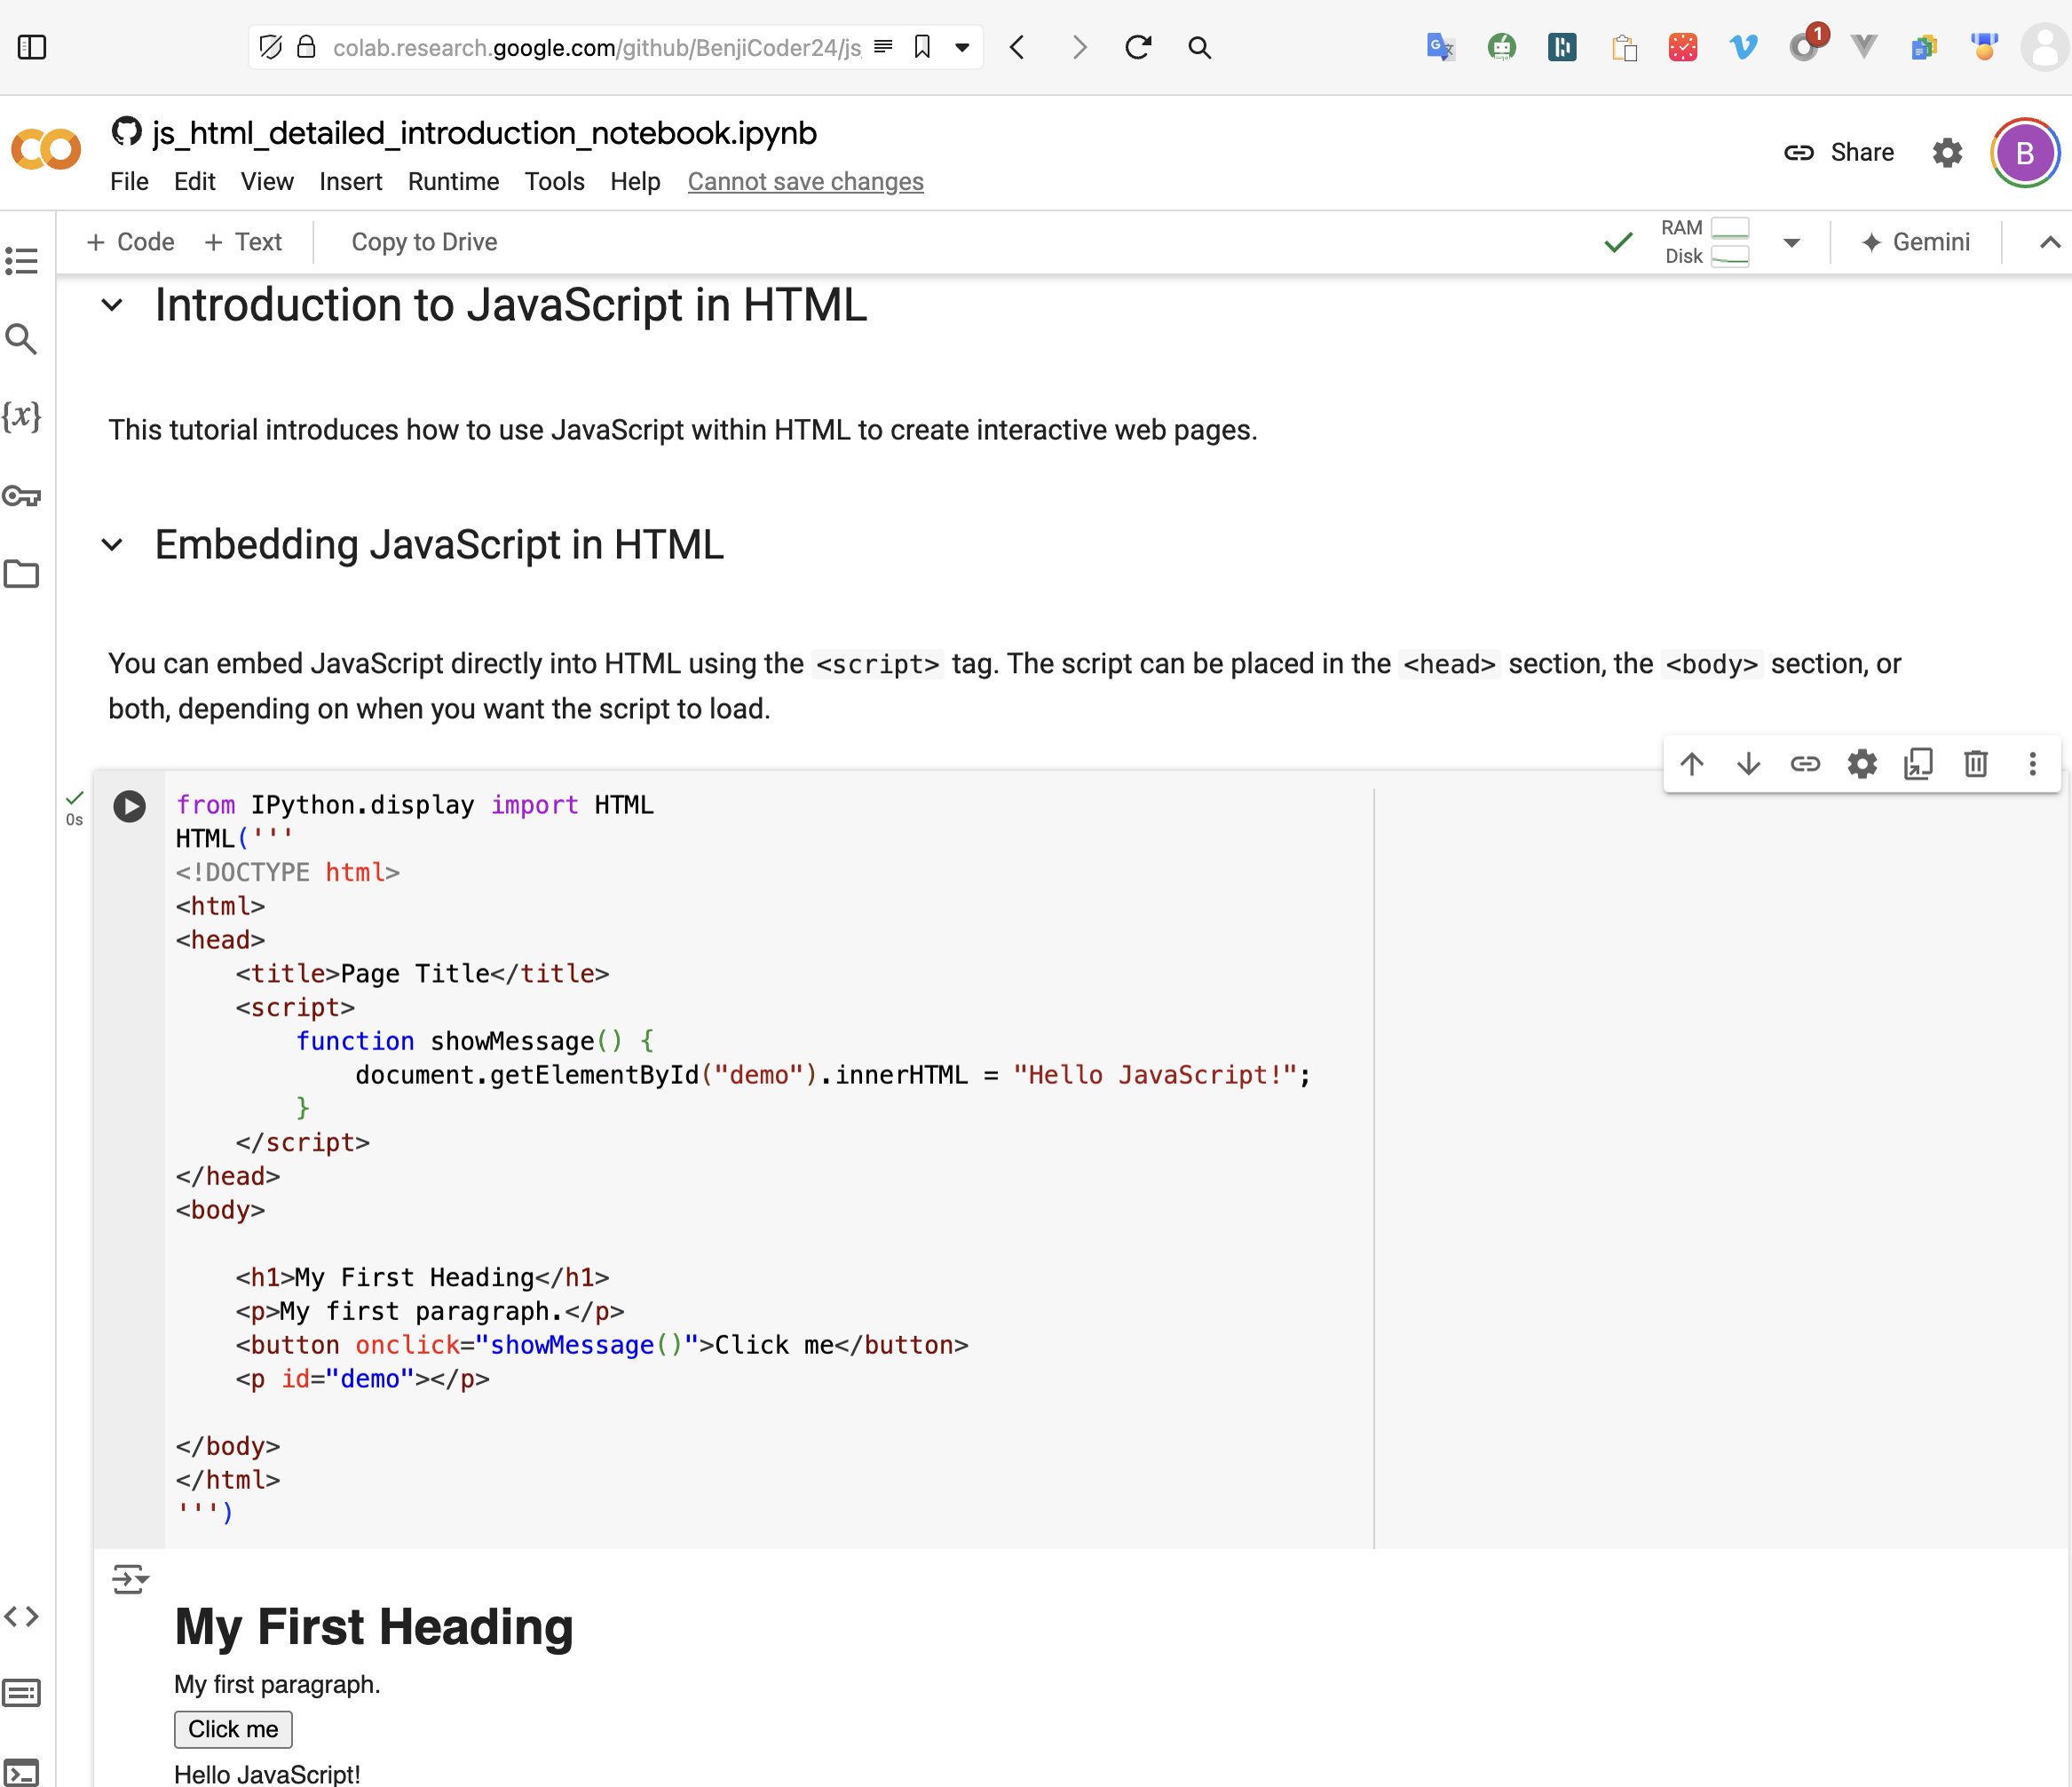 colab.research.google.com/github/BenjiCoder24/js
1
js_html_detailed_introduction_notebook.ipynb
File Edit View Insert Runtime Tools Help Cannot save changes
Share
B
+ Code + Text Copy to Drive
RAM
Disk
Gemini
Introduction to JavaScript in HTML
This tutorial introduces how to use JavaScript within HTML to create interactive web pages.
Embedding JavaScript in HTML
You can embed JavaScript directly into HTML using the <script> tag. The script can be placed in the <head> section, the <body> section, or
both, depending on when you want the script to load.
0s
from IPython.display import HTML
HTML('''
<!DOCTYPE html>
<html>
<head>
    <title>Page Title</title>
    <script>
        function showMessage() {
            document.getElementById("demo").innerHTML = "Hello JavaScript!";
        }
    </script>
</head>
<body>
    <h1>My First Heading</h1>
    <p>My first paragraph.</p>
    <button onclick="showMessage()">Click me</button>
    <p id="demo"></p>
</body>
</html>
''')
My First Heading
My first paragraph.
Click me
Hello JavaScript!